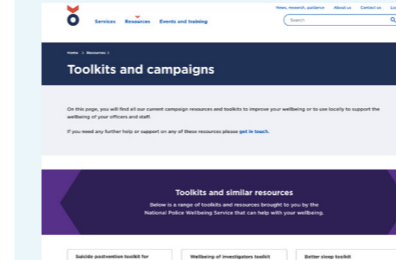 News, research, guidance About us Contact us
Services Resources Events and training
Search
Home > Resources >
Toolkits and campaigns
On this page, you will find all our current campaign resources and toolkits to improve your wellbeing or to use locally to support the
wellbeing of your officers and staff.
If you need any further help or support on any of these resources please get in touch.
Toolkits and similar resources
Below is a range of toolkits and resources brought to you by the
National Police Wellbeing Service that can help with your wellbeing.
Suicide postvention toolkit for Wellbeing of investigators toolkit Better sleep toolkit